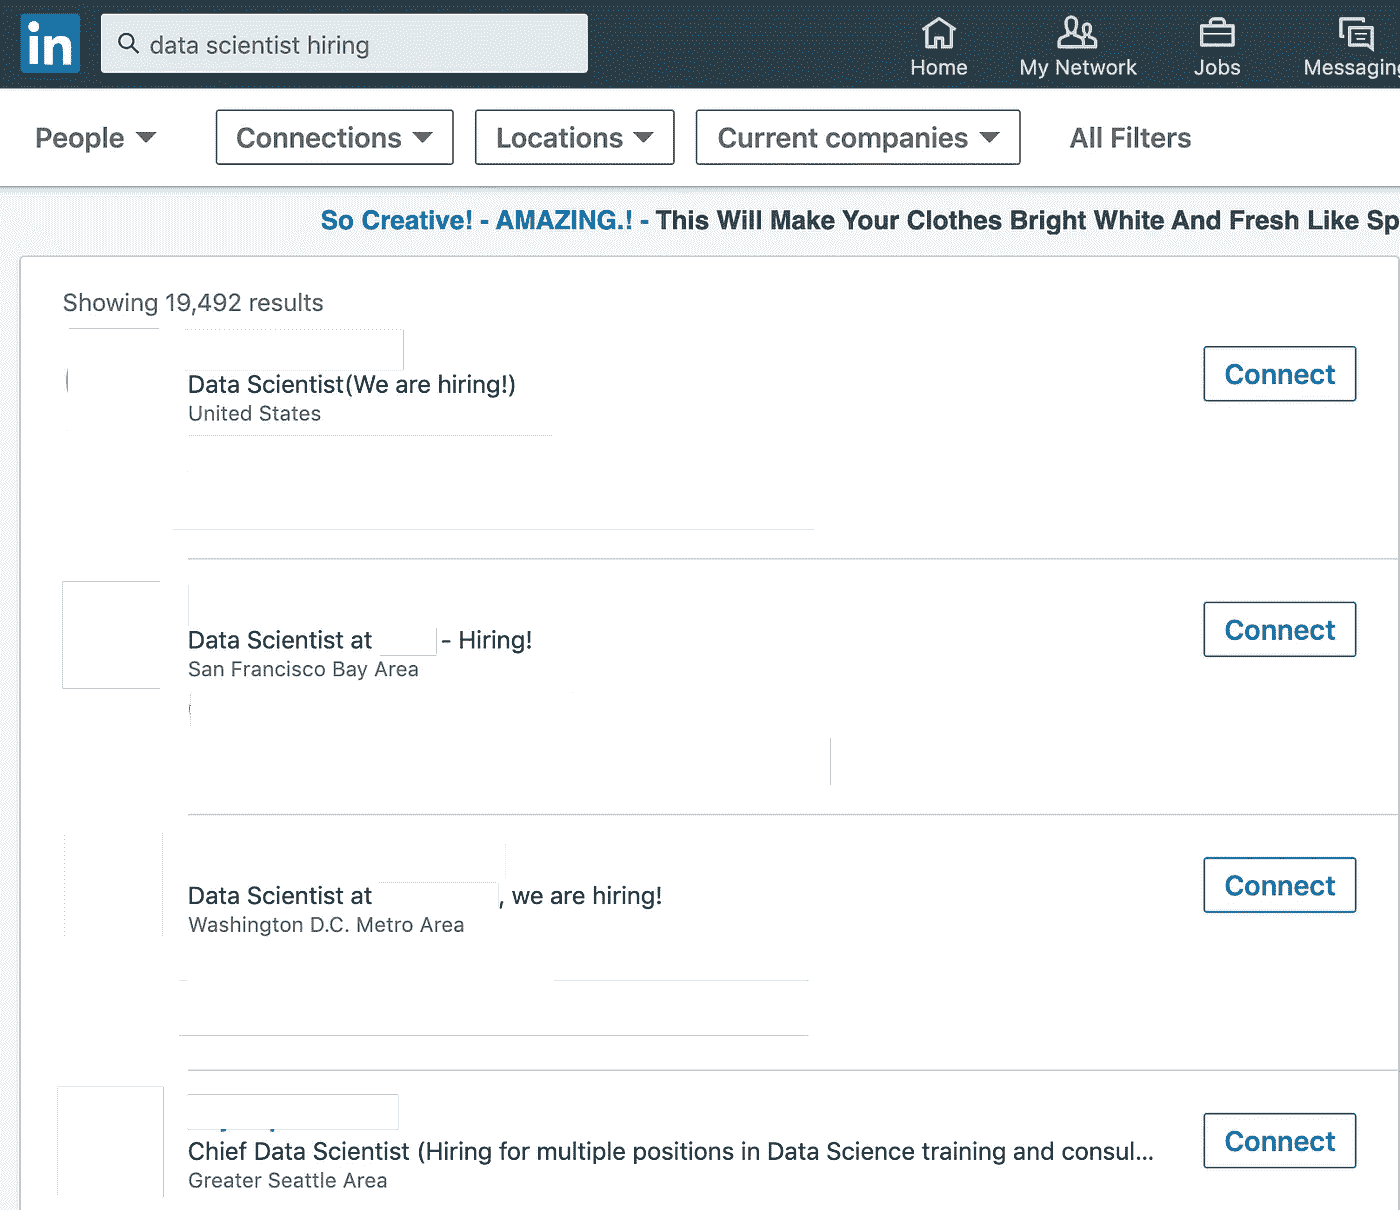 in
data scientist hiring
Home
My Network
Jobs
Messaging
People
Connections
Locations
Current companies
All Filters
So Creative! - AMAZING.! - This Will Make Your Clothes Bright White And Fresh Like
Showing 19,492 results
Data Scientist(We are hiring!)
United States
Connect
Data Scientist at - Hiring!
San Francisco Bay Area
Connect
Data Scientist at , we are hiring!
Washington D.C. Metro Area
Connect
Chief Data Scientist (Hiring for multiple positions in Data Science training and consul...
Greater Seattle Area
Connect